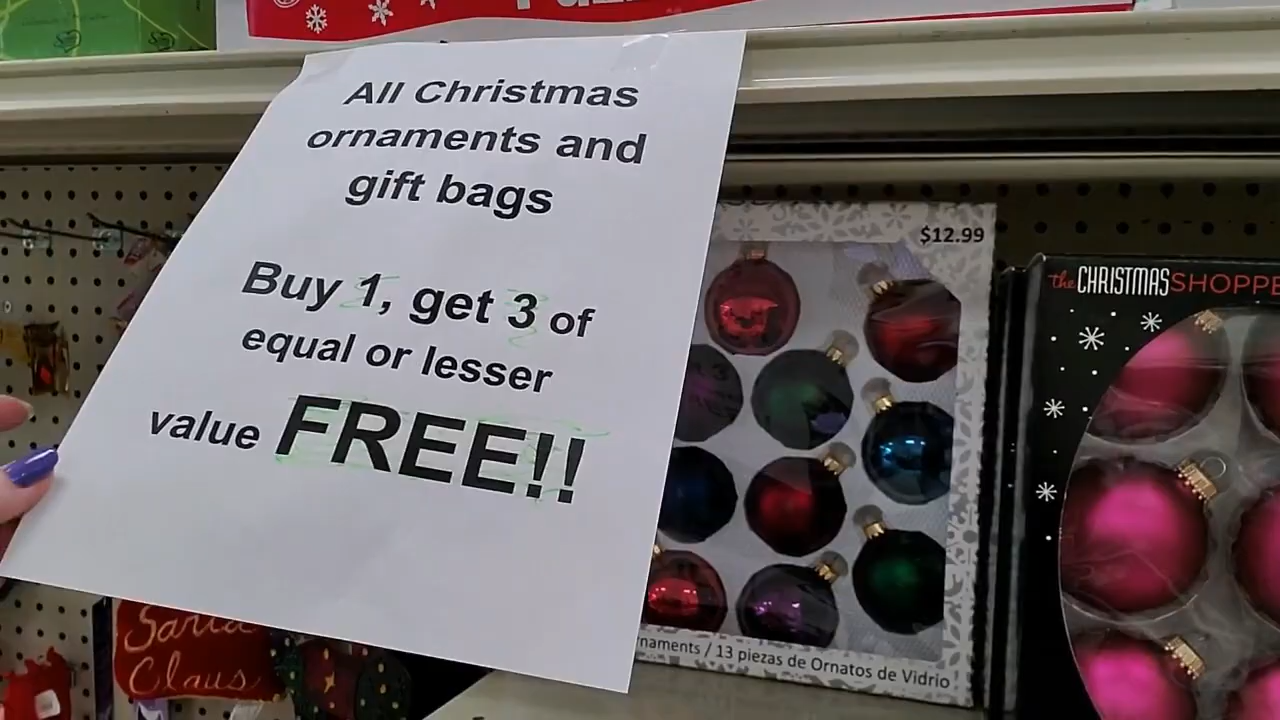 All Christmas
ornaments and
gift bags
Buy 1, get 3 of
equal or lesser
value FREE!!
$12.99
the CHRISTMAS SHOPPE
/ 13 piezas de Ornatos de Vidrio
Santa
Claus